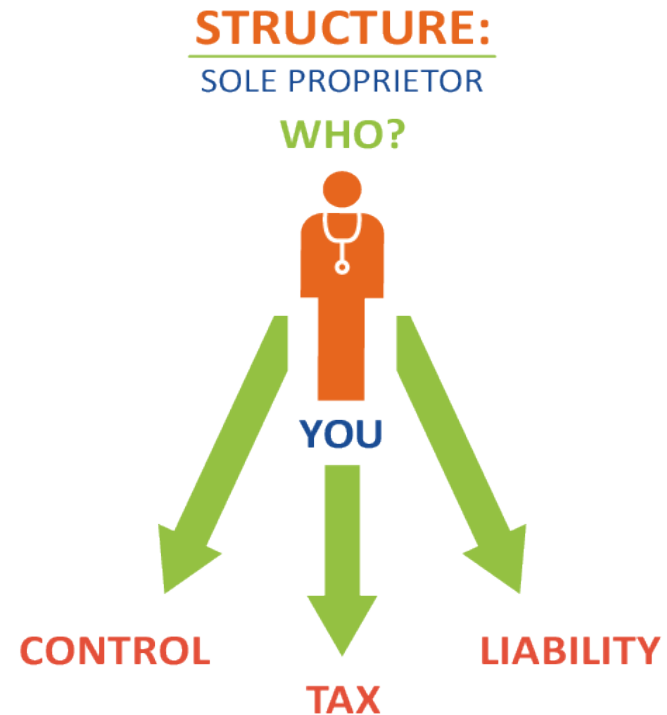 STRUCTURE:
SOLE PROPRIETOR
WHO?
YOU
CONTROL
TAX
LIABILITY